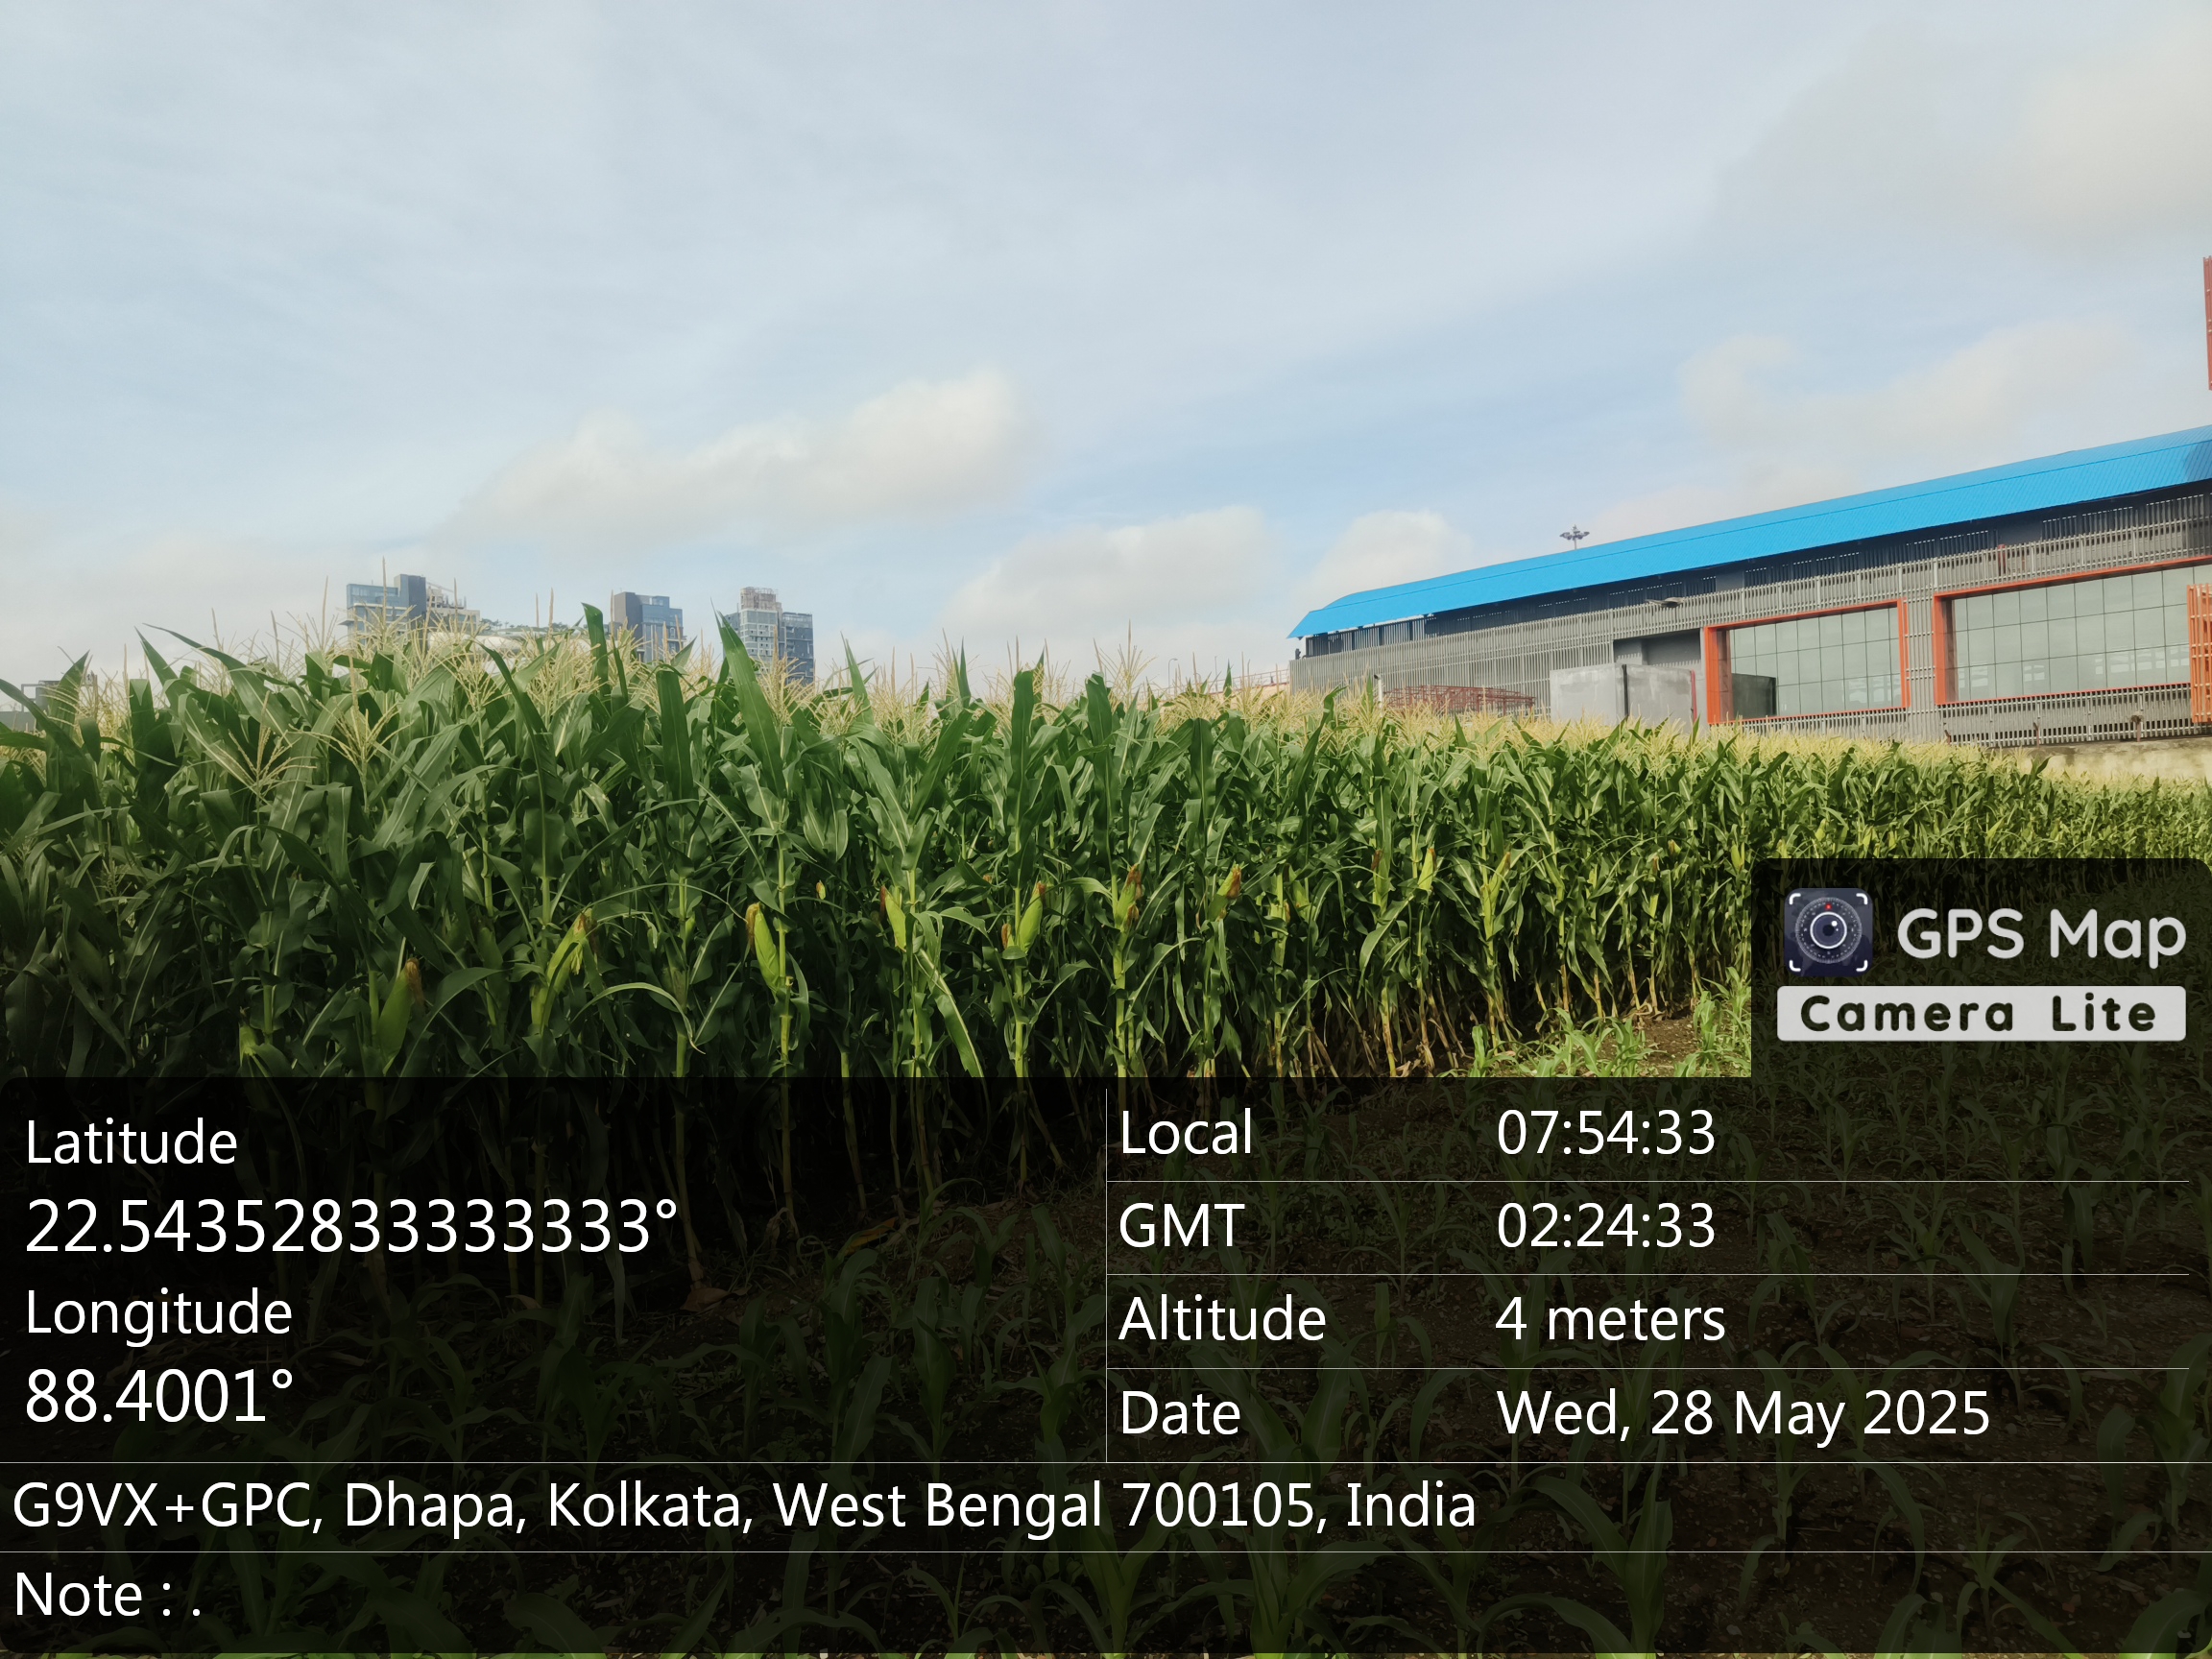 GPS Map
Camera Lite
Latitude
22.54352833333333°
Longitude
88.4001°
Local 07:54:33
GMT 02:24:33
Altitude 4 meters
Date Wed, 28 May 2025
G9VX+GPC, Dhapa, Kolkata, West Bengal 700105, India
Note : .